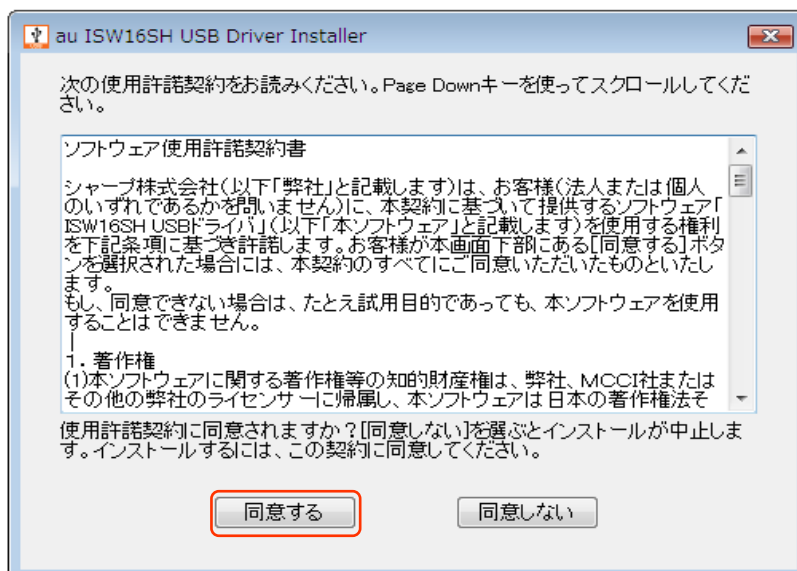 au ISW16SH USB Driver Installer
次の使用許諾契約をお読みください。Page Downキーを使ってスクロールしてくだ
さい。
ソフトウェア使用許諾契約書
シャープ株式会社(以下「弊社」と記載します)は、お客様(法人または個人
のいずれであるかを問いません)に、本契約に基づいて提供するソフトウェア「
ISW16SH USBドライバ」(以下「本ソフトウェア」と記載します)を使用する権利
を下記条項に基づき許諾します。お客様が本画面下部にある[同意する]ボタ
ンを選択された場合には、本契約のすべてにご同意いただいたものといたし
ます。
もし、同意できない場合は、たとえ試用目的であっても、本ソフトウェアを使用
することはできません。
1. 著作権
(1)本ソフトウェアに関する著作権等の知的財産権は、弊社、MCCI社または
その他の弊社のライセンサーに帰属し、本ソフトウェアは日本の著作権法そ
使用許諾契約に同意されますか?[同意しない]を選ぶとインストールが中止しま
す。インストールするには、この契約に同意してください。
同意する
同意しない